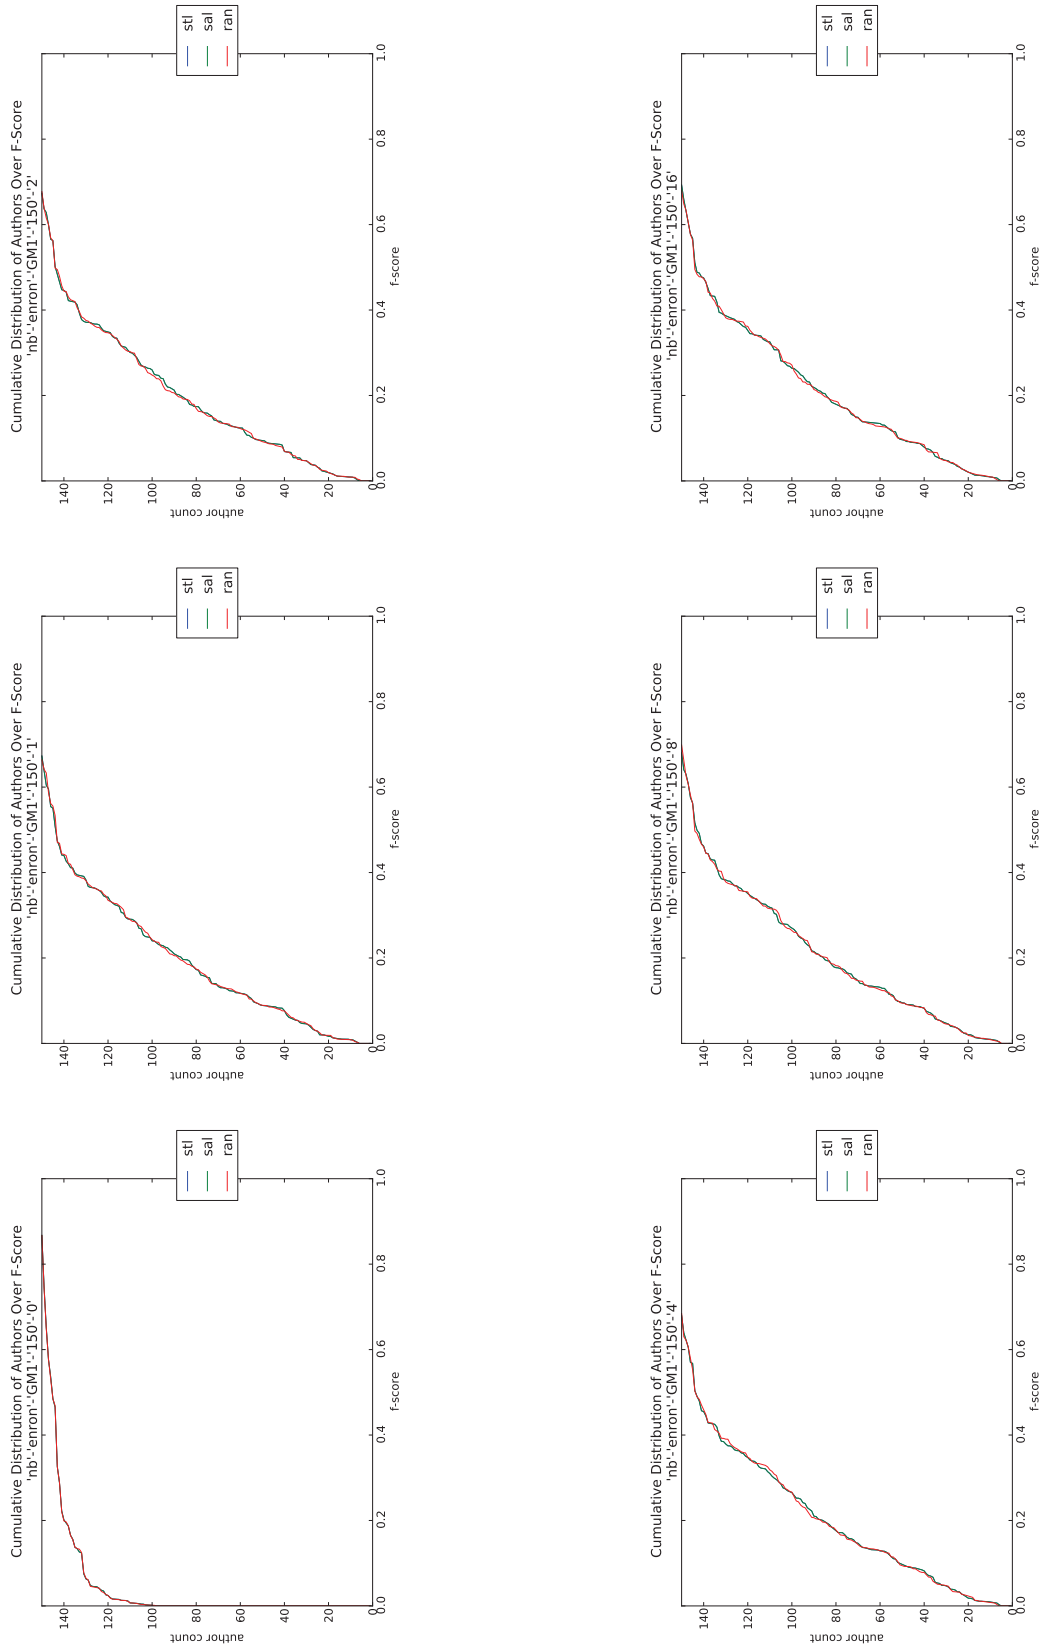 Cumulative Distribution of Authors Over F-Score
'nb'-'enron'-'GM1'-'150'-'0'
author count
140
120
100
80
60
40
20
0
0.0 0.2 0.4 0.6 0.8 1.0
f-score
stl
sal
ran
Cumulative Distribution of Authors Over F-Score
'nb'-'enron'-'GM1'-'150'-'1'
author count
140
120
100
80
60
40
20
0
0.0 0.2 0.4 0.6 0.8 1.0
f-score
stl
sal
ran
Cumulative Distribution of Authors Over F-Score
'nb'-'enron'-'GM1'-'150'-'2'
author count
140
120
100
80
60
40
20
0
0.0 0.2 0.4 0.6 0.8 1.0
f-score
stl
sal
ran
Cumulative Distribution of Authors Over F-Score
'nb'-'enron'-'GM1'-'150'-'4'
author count
140
120
100
80
60
40
20
0
0.0 0.2 0.4 0.6 0.8 1.0
f-score
stl
sal
ran
Cumulative Distribution of Authors Over F-Score
'nb'-'enron'-'GM1'-'150'-'8'
author count
140
120
100
80
60
40
20
0
0.0 0.2 0.4 0.6 0.8 1.0
f-score
stl
sal
ran
Cumulative Distribution of Authors Over F-Score
'nb'-'enron'-'GM1'-'150'-'16'
author count
140
120
100
80
60
40
20
0
0.0 0.2 0.4 0.6 0.8 1.0
f-score
stl
sal
ran